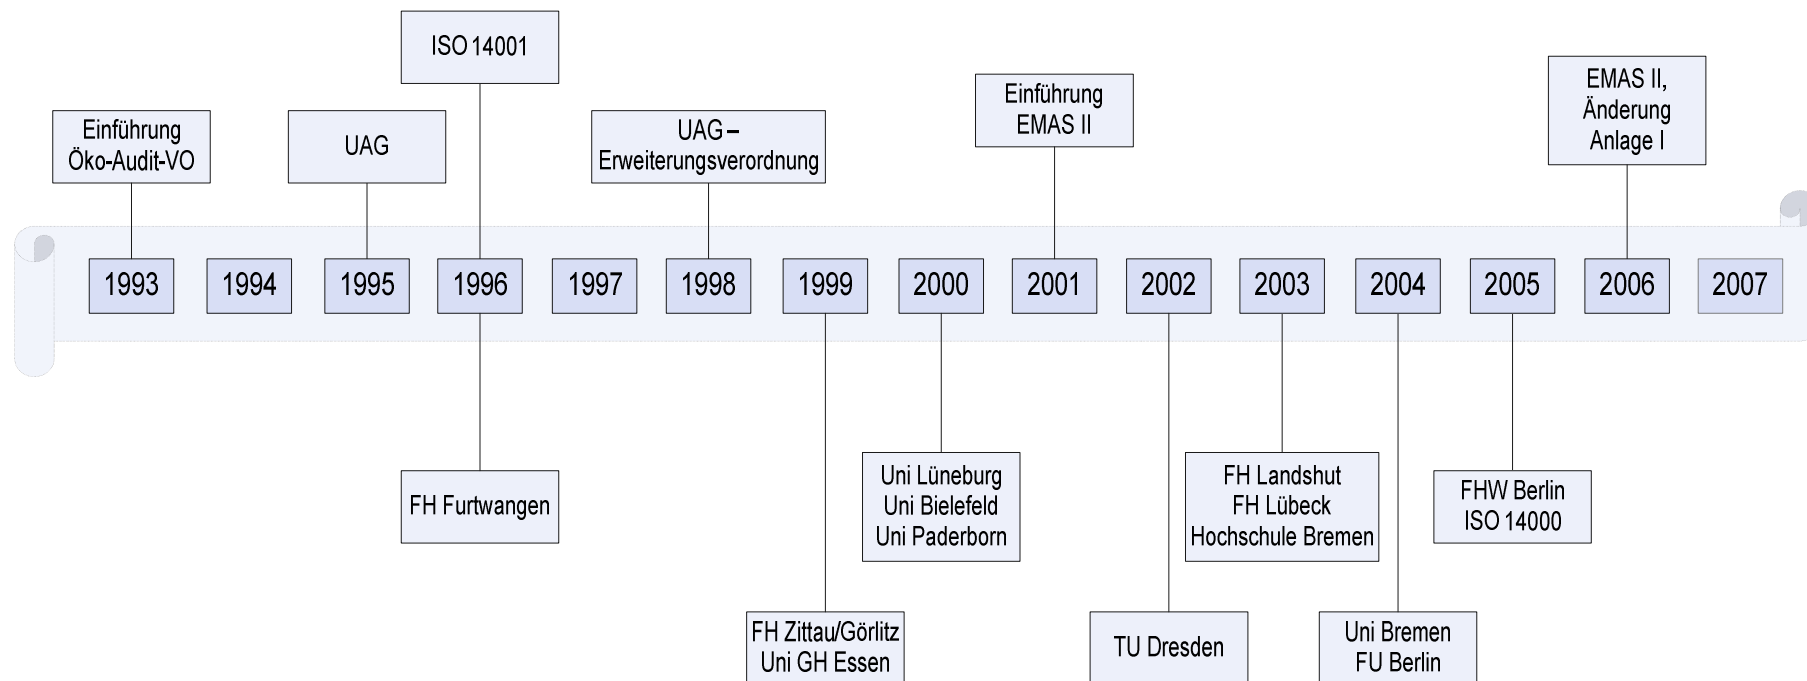 ISO 14001
Einführung
Öko-Audit-VO
UAG
UAG –
Erweiterungsverordnung
Einführung
EMAS II
EMAS II,
Änderung
Anlage I
1993
1994
1995
1996
1997
1998
1999
2000
2001
2002
2003
2004
2005
2006
2007
FH Furtwangen
Uni Lüneburg
Uni Bielefeld
Uni Paderborn
FH Landshut
FH Lübeck
Hochschule Bremen
FHW Berlin
ISO 14000
FH Zittau/Görlitz
Uni GH Essen
TU Dresden
Uni Bremen
FU Berlin